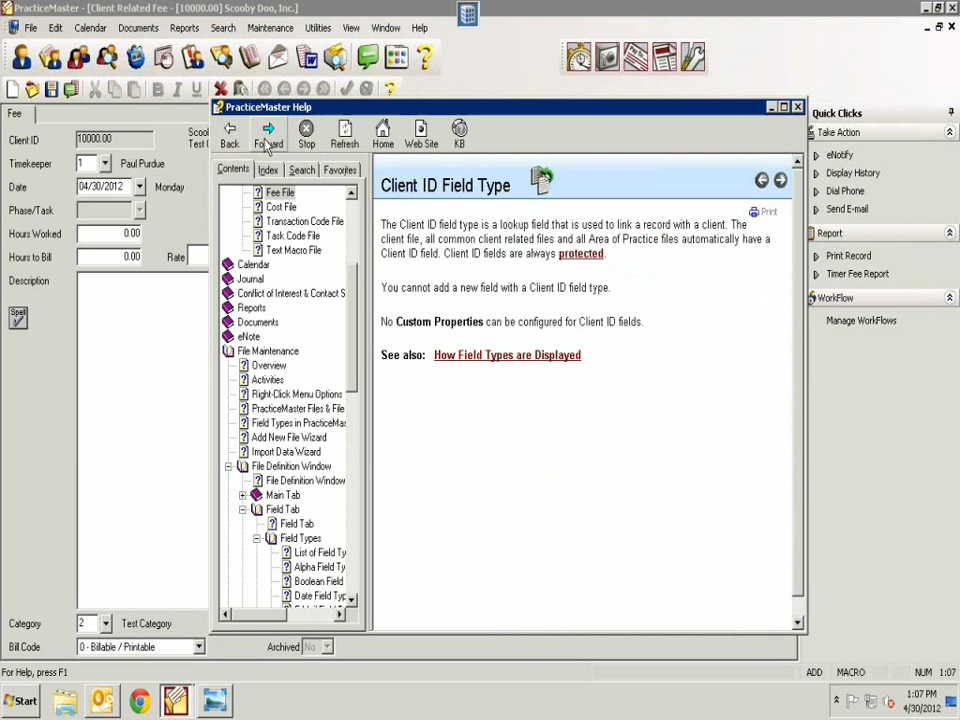 PracticeMaster - [Client Related Fee - [10000.00] Scooby Doo, Inc.]
File Edit Calendar Documents Reports Search Maintenance Utilities View Window Help
PracticeMaster Help
Back Forward Stop Refresh Home Web Site KB
Contents Index Search Favorites
Fee
Client ID 10000.00
Timekeeper 1 Paul Purdue
Date 04/30/2012 Monday
Phase/Task
Hours Worked 0.00
Hours to Bill 0.00 Rate
Description
Spell
Category 2 Test Category
Bill Code 0 - Billable / Printable Archived No
Scoob
Test C
Fee File
Cost File
Transaction Code File
Task Code File
Text Macro File
Calendar
Journal
Conflict of Interest & Contact S
Reports
Documents
eNote
File Maintenance
Overview
Activities
Right-Click Menu Options
PracticeMaster Files & File
Field Types in PracticeMas
Add New File Wizard
Import Data Wizard
File Definition Window
File Definition Window
Main Tab
Field Tab
Field Tab
Field Types
List of Field Ty
Alpha Field Ty
Boolean Field
Date Field Typ
Client ID Field Type
Print
The Client ID field type is a lookup field that is used to link a record with a client. The
client file, all common client related files and all Area of Practice files automatically have a
Client ID field. Client ID fields are always protected.
You cannot add a new field with a Client ID field type.
No Custom Properties can be configured for Client ID fields.
See also: How Field Types are Displayed
Quick Clicks
Take Action
eNotify
Display History
Dial Phone
Send E-mail
Report
Print Record
Timer Fee Report
WorkFlow
Manage WorkFlows
For Help, press F1
ADD MACRO NUM 1:07
Start
1:07 PM
4/30/2012